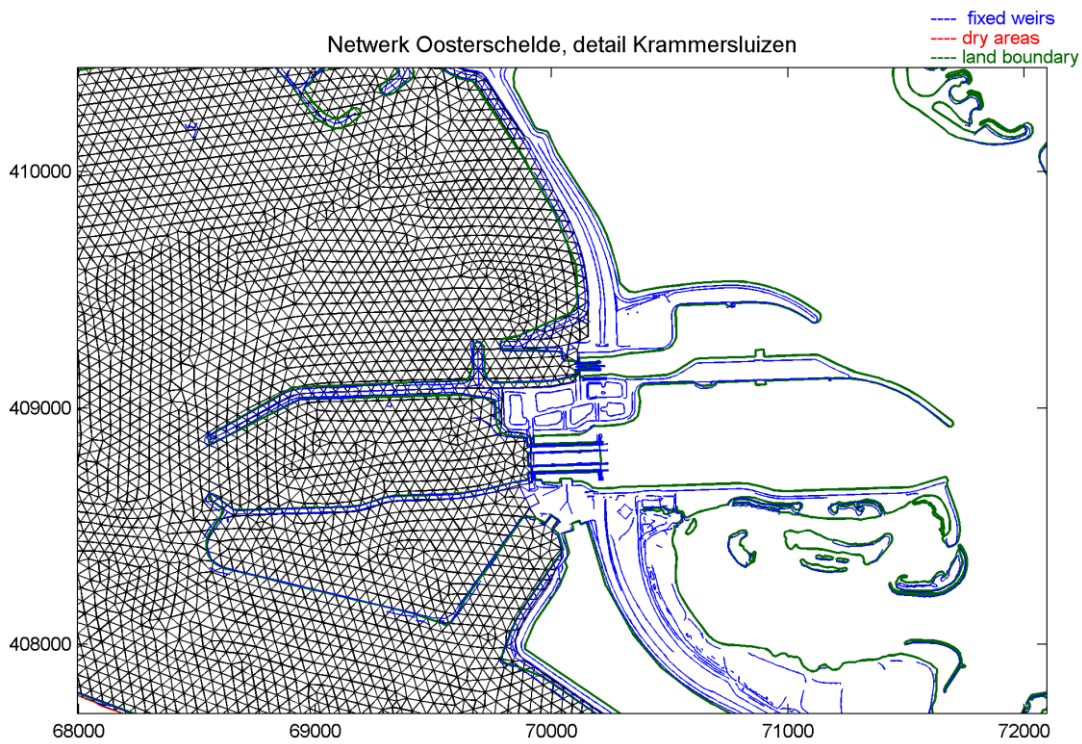 ---- fixed weirs
---- dry areas
---- land boundary
Netwerk Oosterschelde, detail Krammersluizen
410000
409000
408000
68000 69000 70000 71000 72000